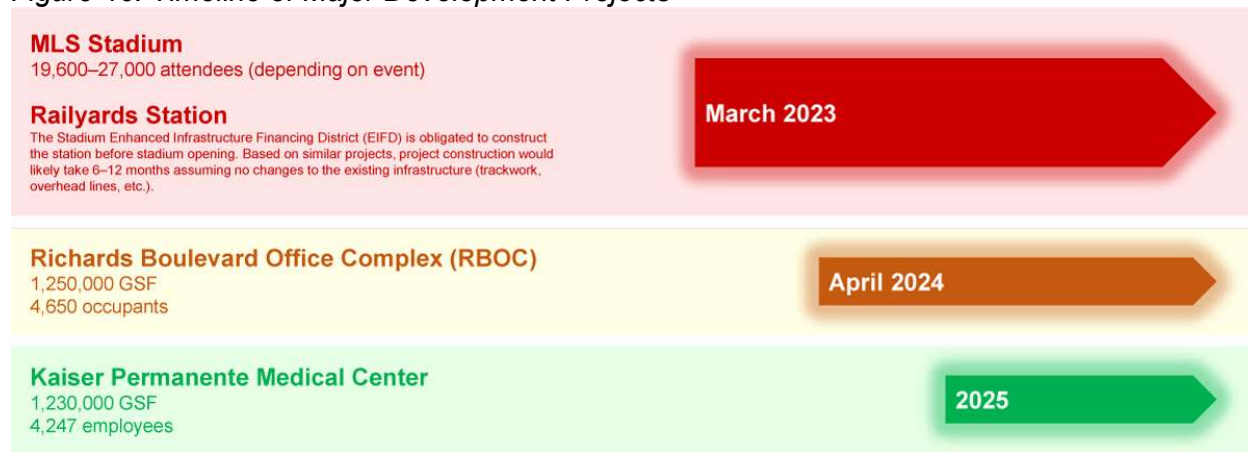 MLS Stadium
19,600–27,000 attendees (depending on event)
Railyards Station
The Stadium Enhanced Infrastructure Financing District (EIFD) is obligated to construct
the station before stadium opening. Based on similar projects, project construction would
likely take 6–12 months assuming no changes to the existing infrastructure (trackwork,
overhead lines, etc.).
March 2023
Richards Boulevard Office Complex (RBOC)
1,250,000 GSF
4,650 occupants
April 2024
Kaiser Permanente Medical Center
1,230,000 GSF
4,247 employees
2025